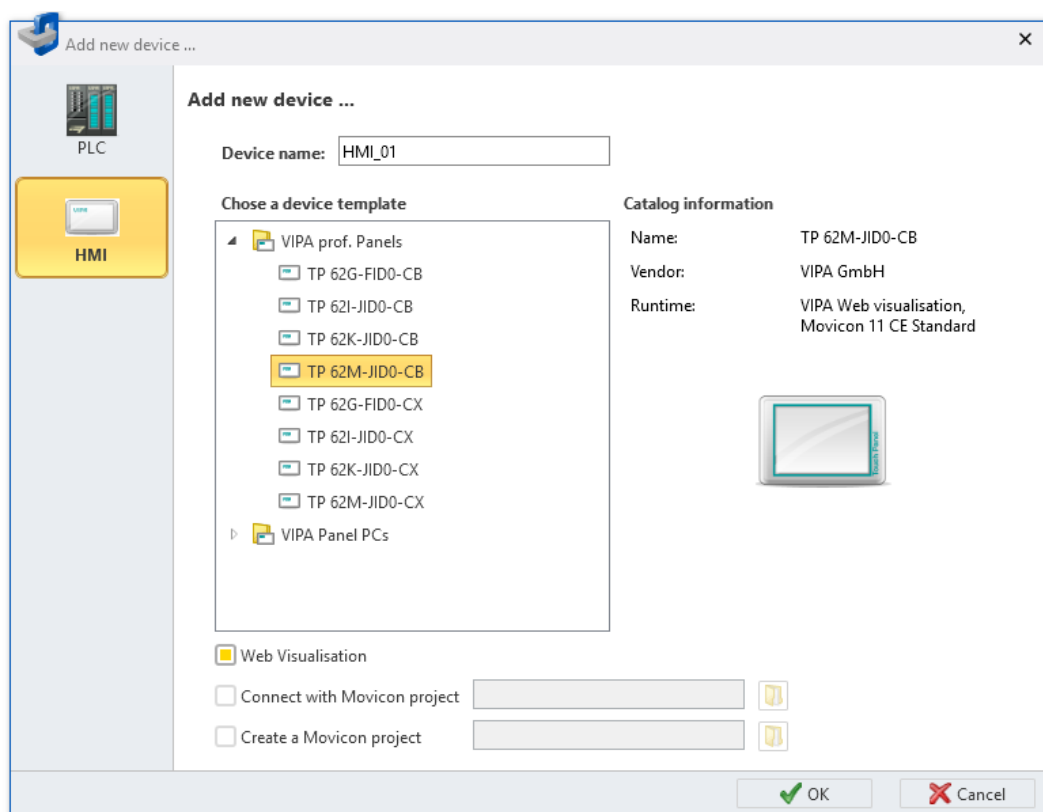 Add new device ...
PLC
HMI
Add new device ...
Device name: HMI_01
Chose a device template
VIPA prof. Panels
TP 62G-FID0-CB
TP 62I-JID0-CB
TP 62K-JID0-CB
TP 62M-JID0-CB
TP 62G-FID0-CX
TP 62I-JID0-CX
TP 62K-JID0-CX
TP 62M-JID0-CX
VIPA Panel PCs
Catalog information
Name: TP 62M-JID0-CB
Vendor: VIPA GmbH
Runtime: VIPA Web visualisation,
Movicon 11 CE Standard
Touch Panel
Web Visualisation
Connect with Movicon project
Create a Movicon project
OK
Cancel